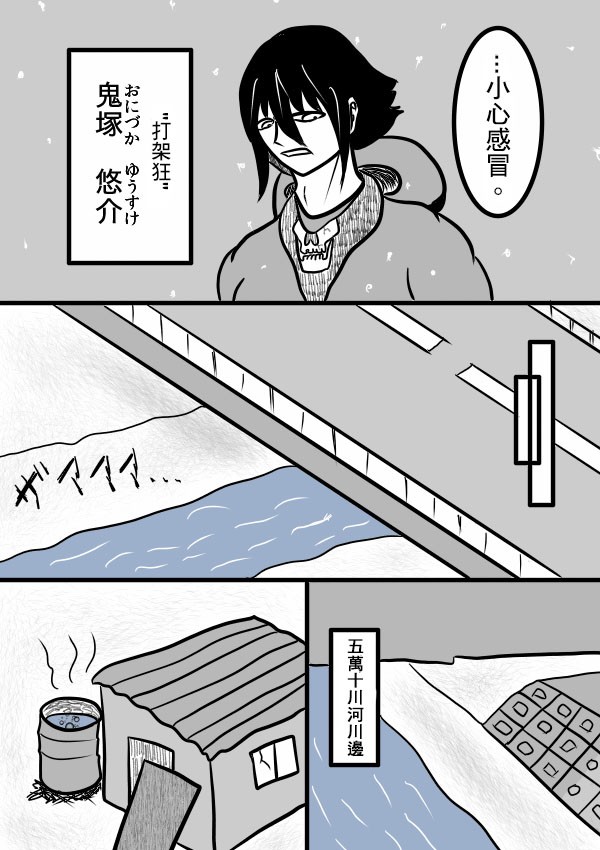 …小心感冒。
"打架狂"
おにづか　ゆうすけ
鬼塚　悠介
ザアアア…
五萬十川河川邊